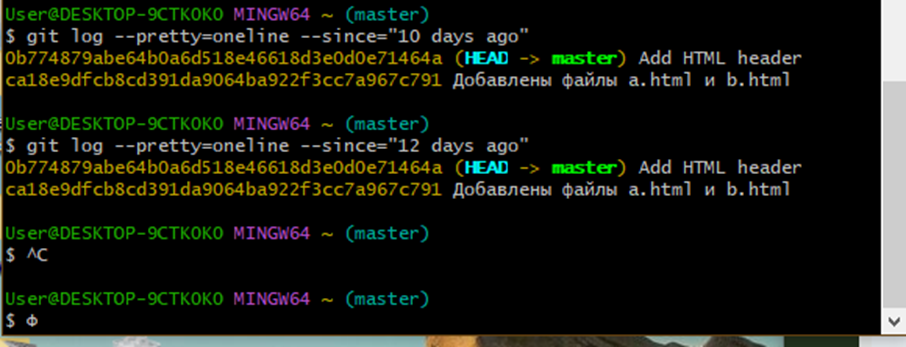 User@DESKTOP-9CTKOKO MINGW64 ~ (master)
$ git log --pretty=oneline --since="10 days ago"
0b774879abe64b0a6d518e46618d3e0d0e71464a (HEAD -> master) Add HTML header
ca18e9dfcb8cd391da9064ba922f3cc7a967c791 Добавлены файлы a.html и b.html
User@DESKTOP-9CTKOKO MINGW64 ~ (master)
$ git log --pretty=oneline --since="12 days ago"
0b774879abe64b0a6d518e46618d3e0d0e71464a (HEAD -> master) Add HTML header
ca18e9dfcb8cd391da9064ba922f3cc7a967c791 Добавлены файлы a.html и b.html
User@DESKTOP-9CTKOKO MINGW64 ~ (master)
$ ^C
User@DESKTOP-9CTKOKO MINGW64 ~ (master)
$ ф